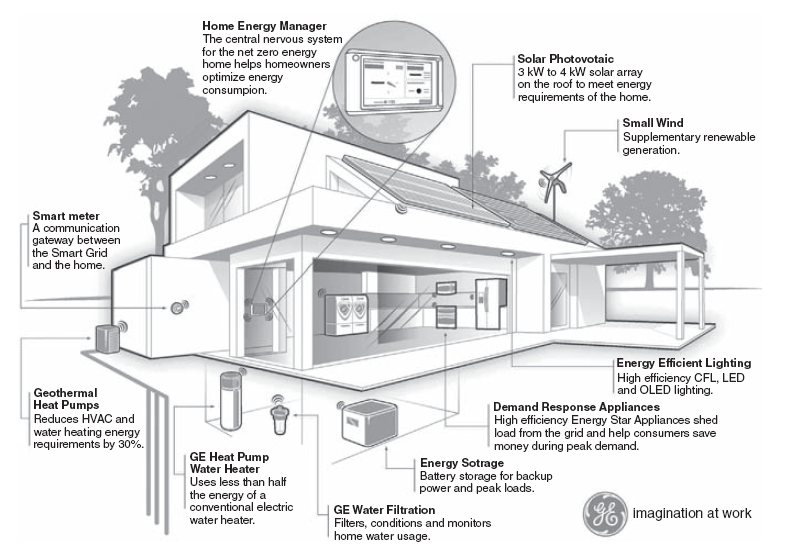 Home Energy Manager
The central nervous system
for the net zero energy
home helps homeowners
optimize energy
consumpion.
Solar Photovotaic
3 kW to 4 kW solar array
on the roof to meet energy
requirements of the home.
Small Wind
Supplementary renewable
generation.
Smart meter
A communication
gateway between
the Smart Grid
and the home.
Geothermal
Heat Pumps
Reduces HVAC and
water heating energy
requirements by 30%.
GE Heat Pump
Water Heater
Uses less than half
the energy of a
conventional electric
water heater.
GE Water Filtration
Filters, conditions and monitors
home water usage.
Energy Sotrage
Battery storage for backup
power and peak loads.
Demand Response Appliances
High efficiency Energy Star Appliances shed
load from the grid and help consumers save
money during peak demand.
Energy Efficient Lighting
High efficiency CFL, LED
and OLED lighting.
GE imagination at work